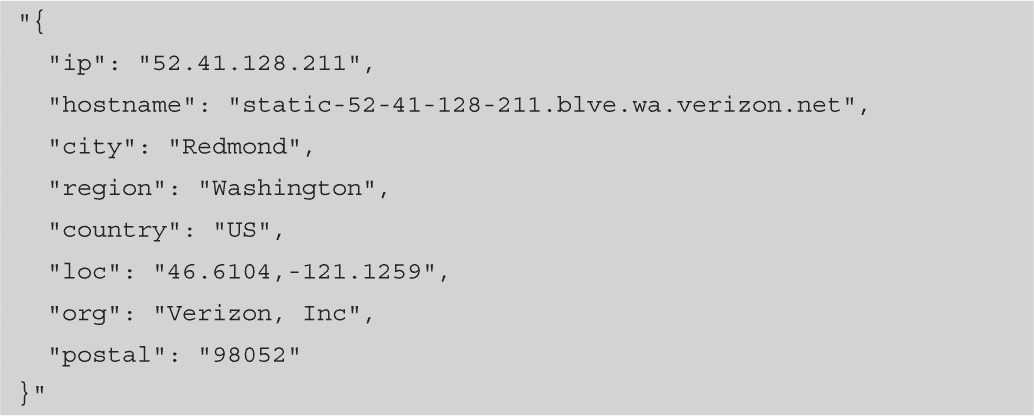 "{
"ip": "52.41.128.211",
"hostname": "static-52-41-128-211.blve.wa.verizon.net",
"city": "Redmond",
"region": "Washington",
"country": "US",
"loc": "46.6104,-121.1259",
"org": "Verizon, Inc",
"postal": "98052"
}"